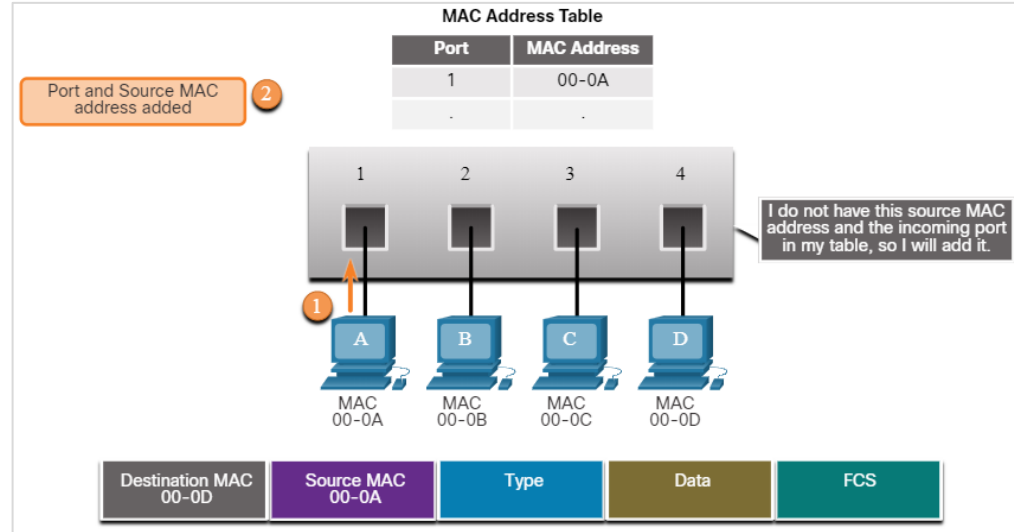 MAC Address Table
Port MAC Address
1 00-0A
. .
Port and Source MAC
address added
2
1 2 3 4
I do not have this source MAC
address and the incoming port
in my table, so I will add it.
1
A B C D
MAC MAC MAC MAC
00-0A 00-0B 00-0C 00-0D
Destination MAC Source MAC Type Data FCS
00-0D 00-0A